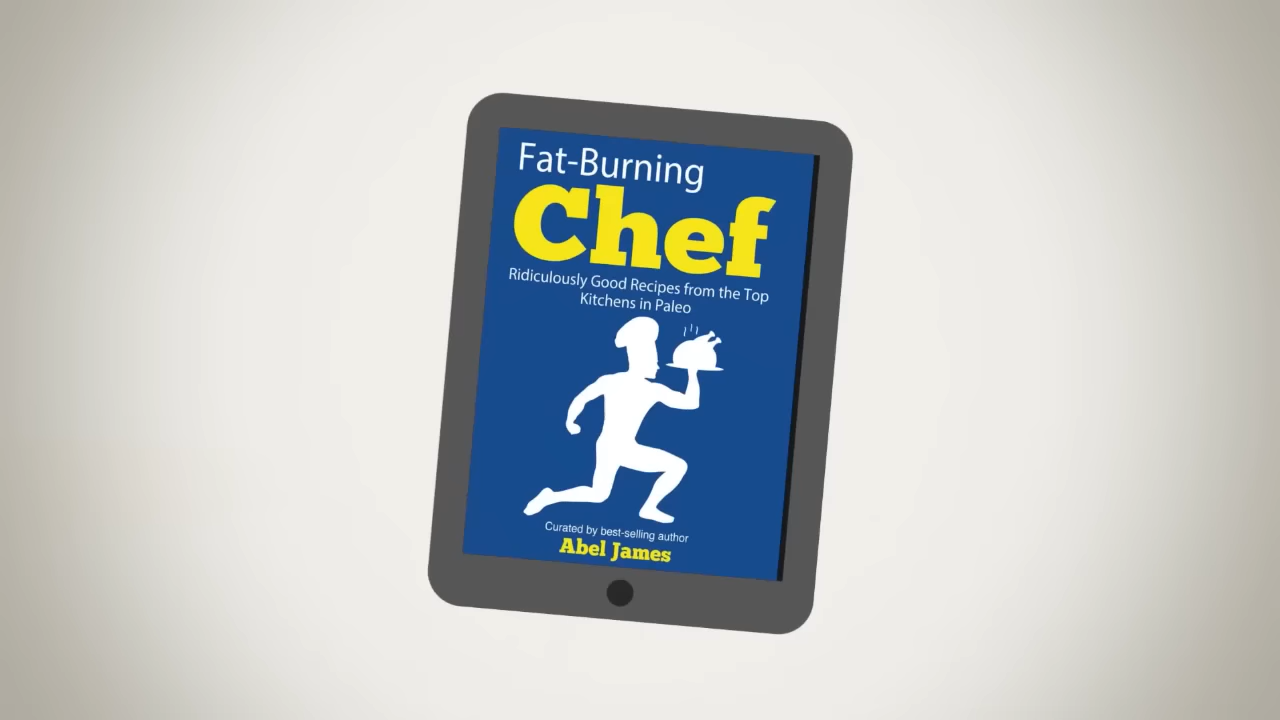 Fat-Burning
Chef
Ridiculously Good Recipes from the Top
Kitchens in Paleo
Curated by best-selling author
Abel James